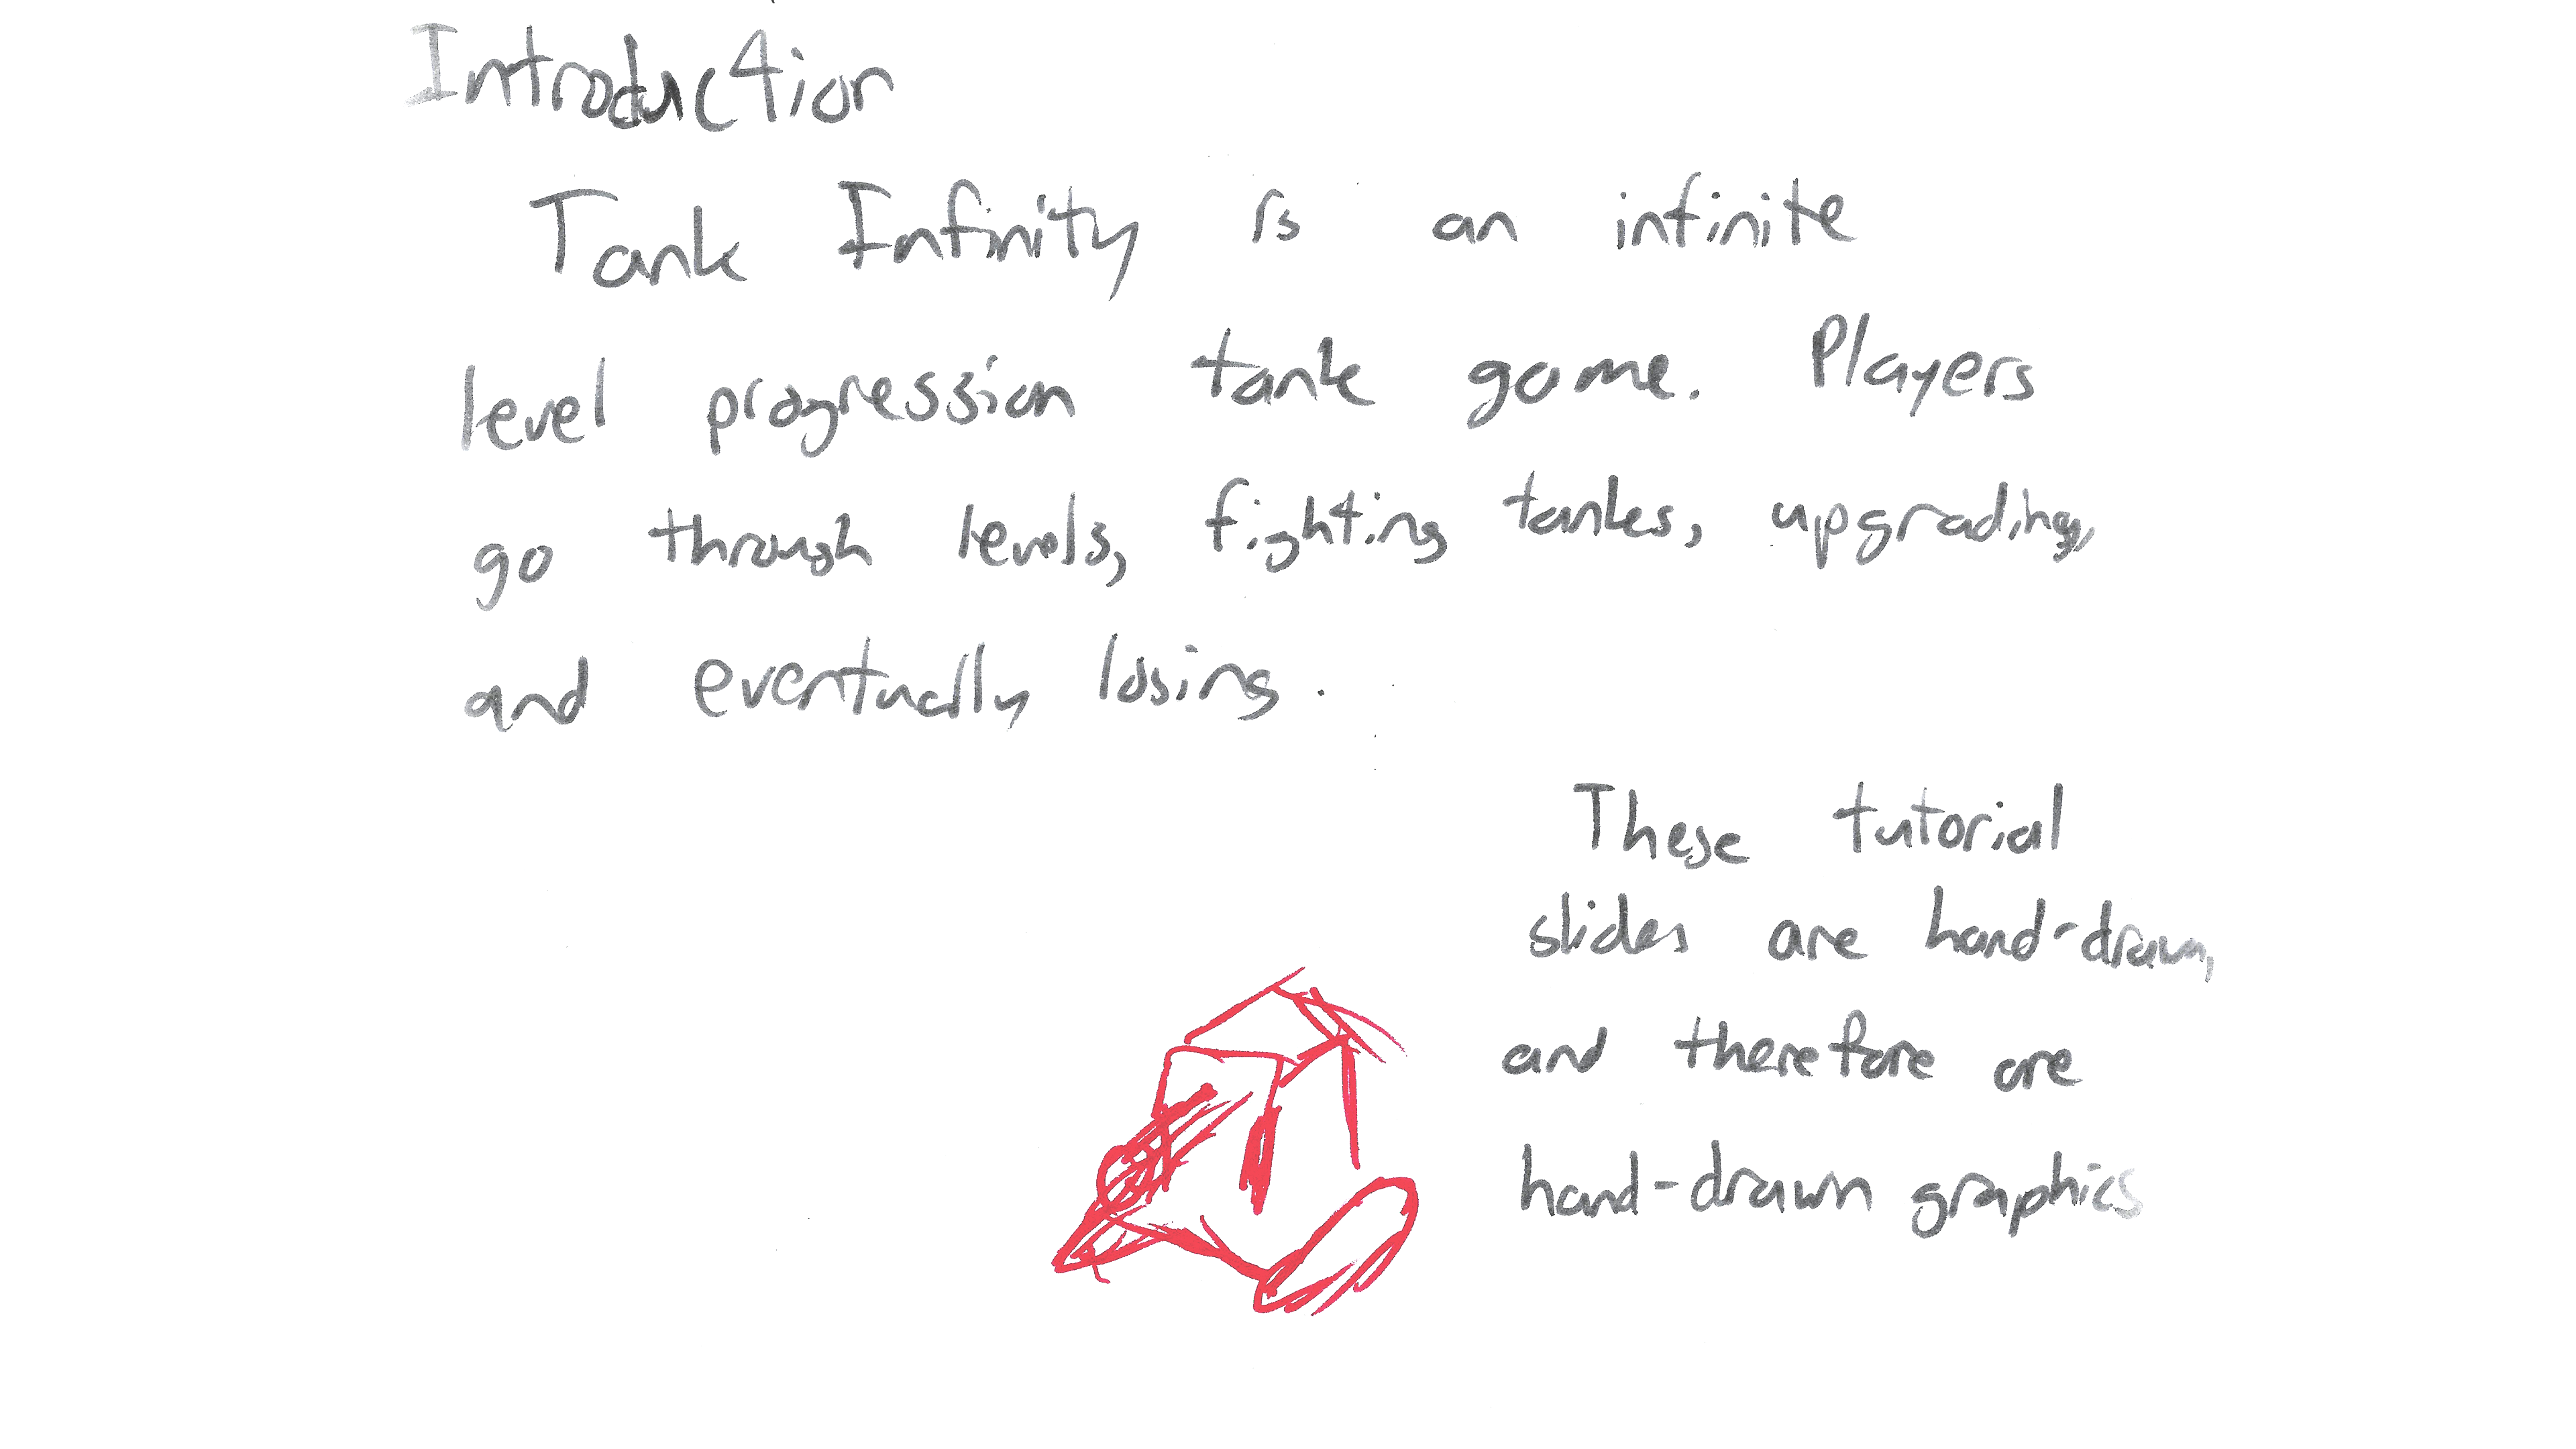 Introduction
Tank Infinity is an infinite
level progression tank game. Players
go through levels, fighting tanks, upgrading,
and eventually losing.
These tutorial
slides are hand-drawn,
and therefore are
hand-drawn graphics